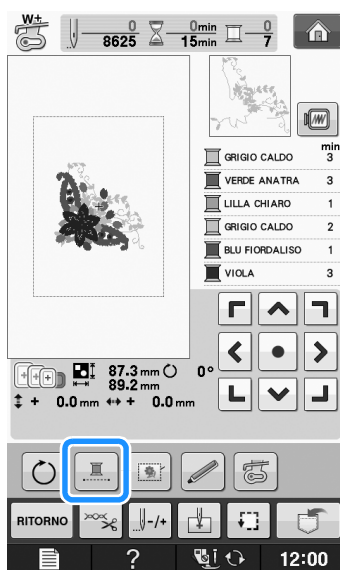 W+
0 0min 0
8625 15min 7
min
GRIGIO CALDO 3
VERDE ANATRA 3
LILLA CHIARO 1
GRIGIO CALDO 2
BLU FIORDALISO 1
VIOLA 3
87.3 mm 0°
89.2 mm
+ 0.0 mm + 0.0 mm
RITORNO -/+
? 12:00